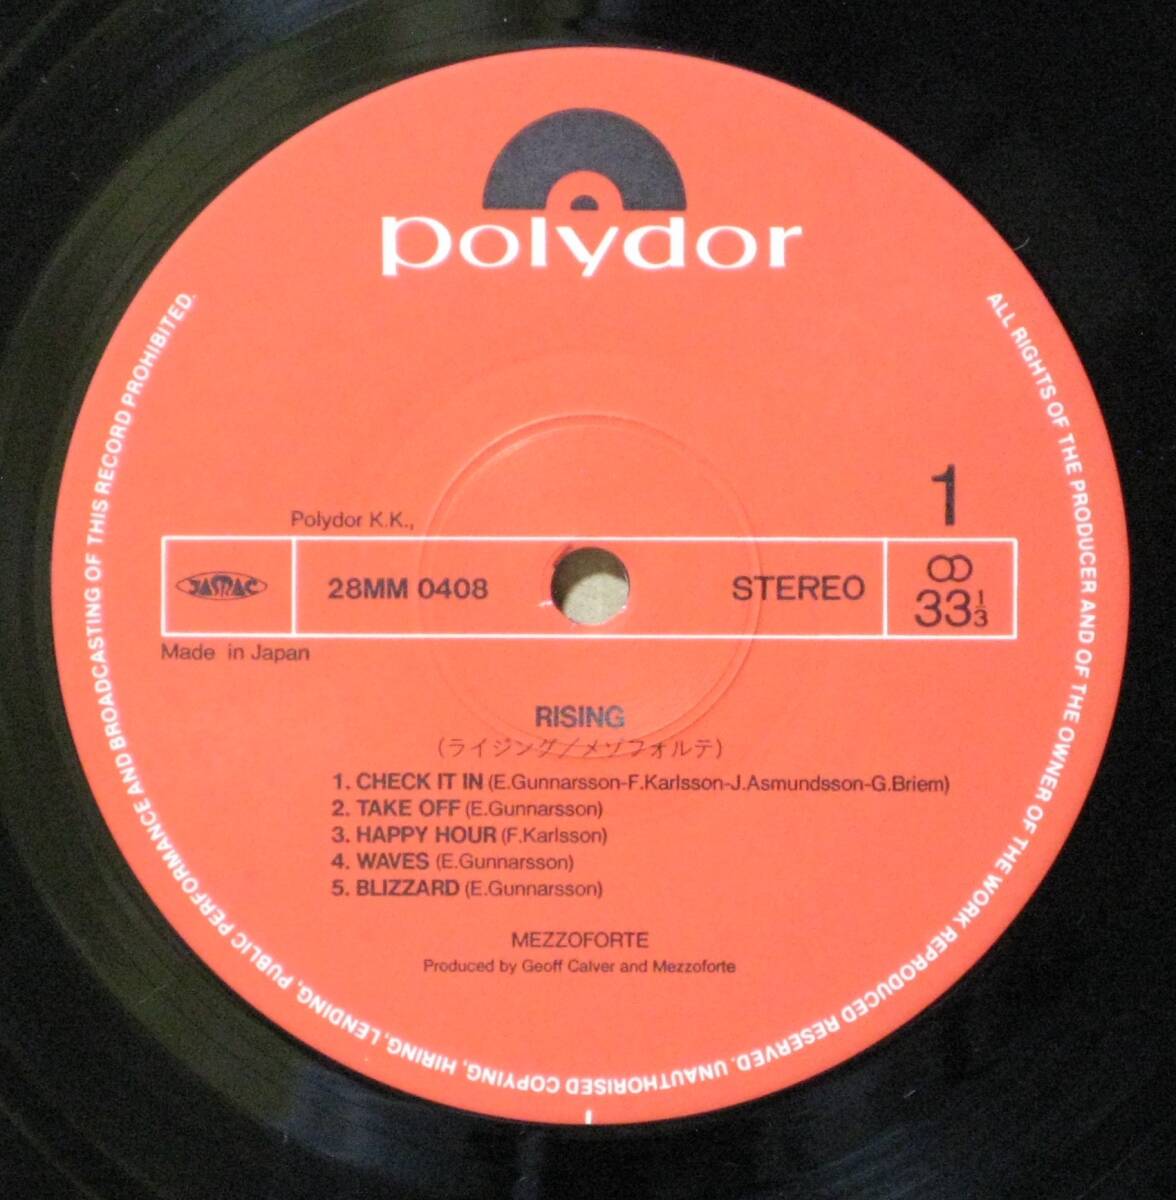 polydor
1
Polydor K.K.,
JASRAC
28MM 0408
STEREO
33⅓
Made in Japan
RISING
(ライジング/メゾフォルテ)
1. CHECK IT IN (E.Gunnarsson-F.Karlsson-J.Asmundsson-G.Briem)
2. TAKE OFF (E.Gunnarsson)
3. HAPPY HOUR (F.Karlsson)
4. WAVES (E.Gunnarsson)
5. BLIZZARD (E.Gunnarsson)
MEZZOFORTE
Produced by Geoff Calver and Mezzoforte
ALL RIGHTS OF THE PRODUCER AND OF THE OWNER OF THE WORK REPRODUCED RESERVED. UNAUTHORISED COPYING, HIRING, LENDING, PUBLIC PERFORMANCE AND BROADCASTING OF THIS RECORD PROHIBITED.